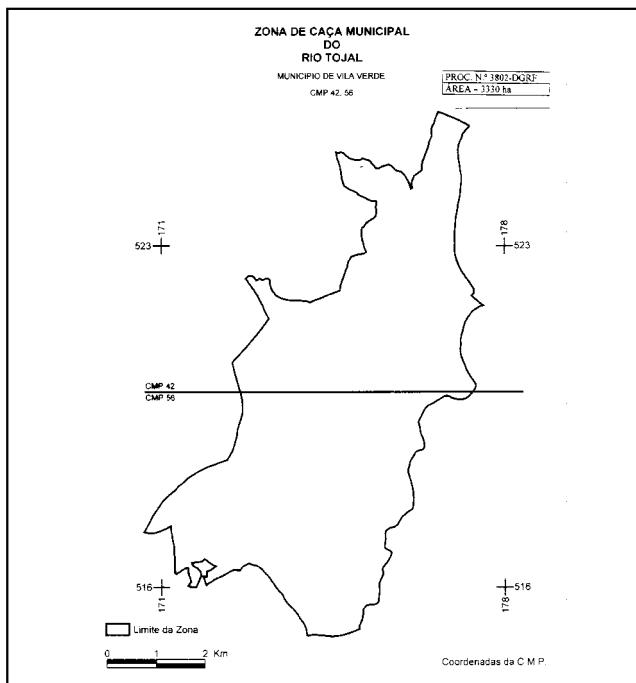 ZONA DE CAÇA MUNICIPAL
DO
RIO TOJAL
MUNICIPIO DE VILA VERDE
CMP 42, 56
PROC. N.º 3802-DGRF
ÁREA - 3330 ha
171
178
523
523
CMP 42
CMP 56
516
516
171
178
Limite da Zona
0 1 2 Km
Coordenadas da C M P.